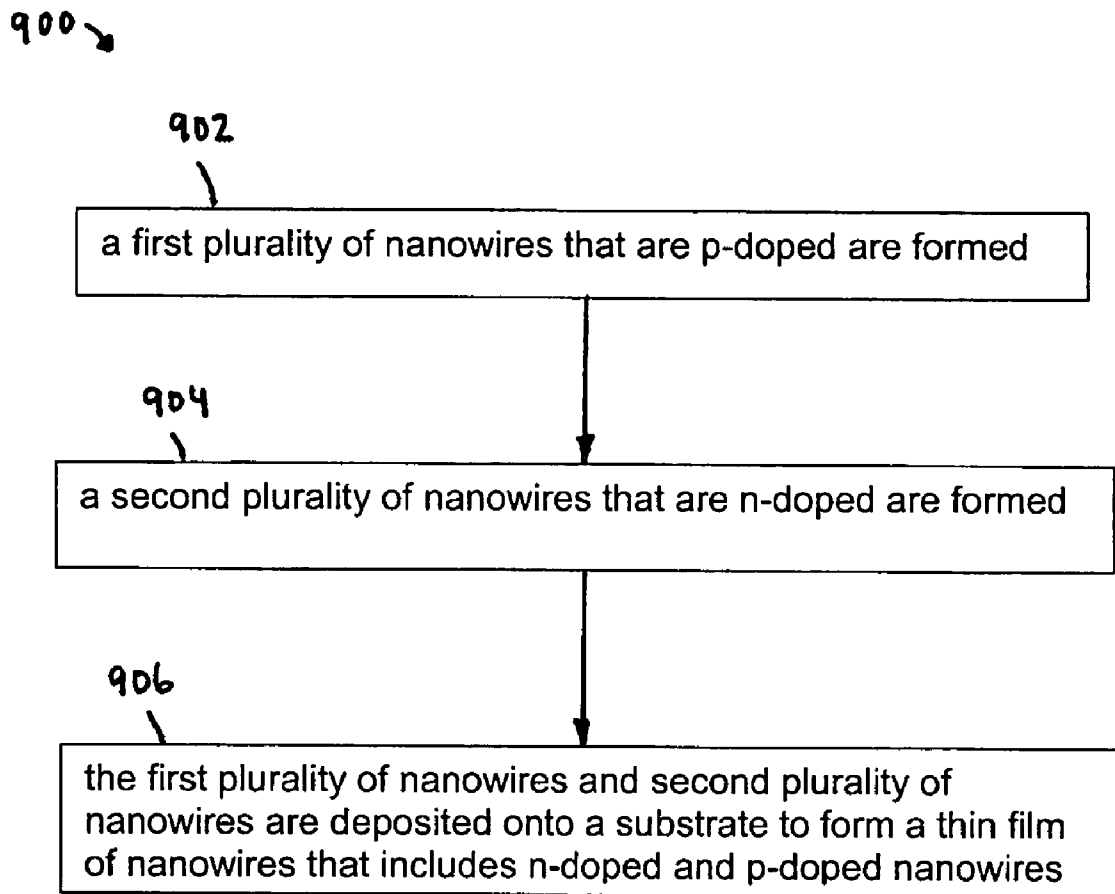 900
902
a first plurality of nanowires that are p-doped are formed
904
a second plurality of nanowires that are n-doped are formed
906
the first plurality of nanowires and second plurality of
nanowires are deposited onto a substrate to form a thin film
of nanowires that includes n-doped and p-doped nanowires